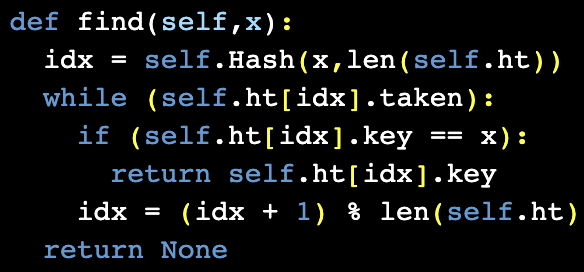 def find(self,x):
  idx = self.Hash(x,len(self.ht))
  while (self.ht[idx].taken):
    if (self.ht[idx].key == x):
      return self.ht[idx].key
    idx = (idx + 1) % len(self.ht)
  return None